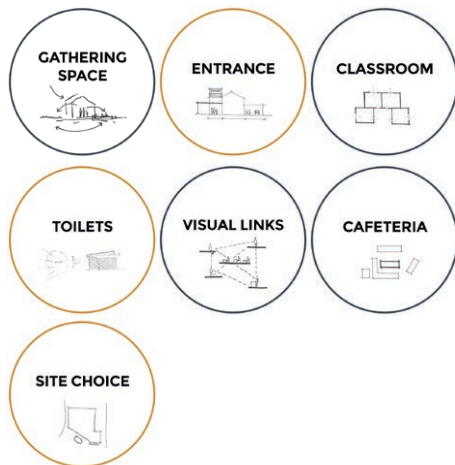 GATHERING
SPACE
ENTRANCE
CLASSROOM
TOILETS
VISUAL LINKS
CAFETERIA
SITE CHOICE